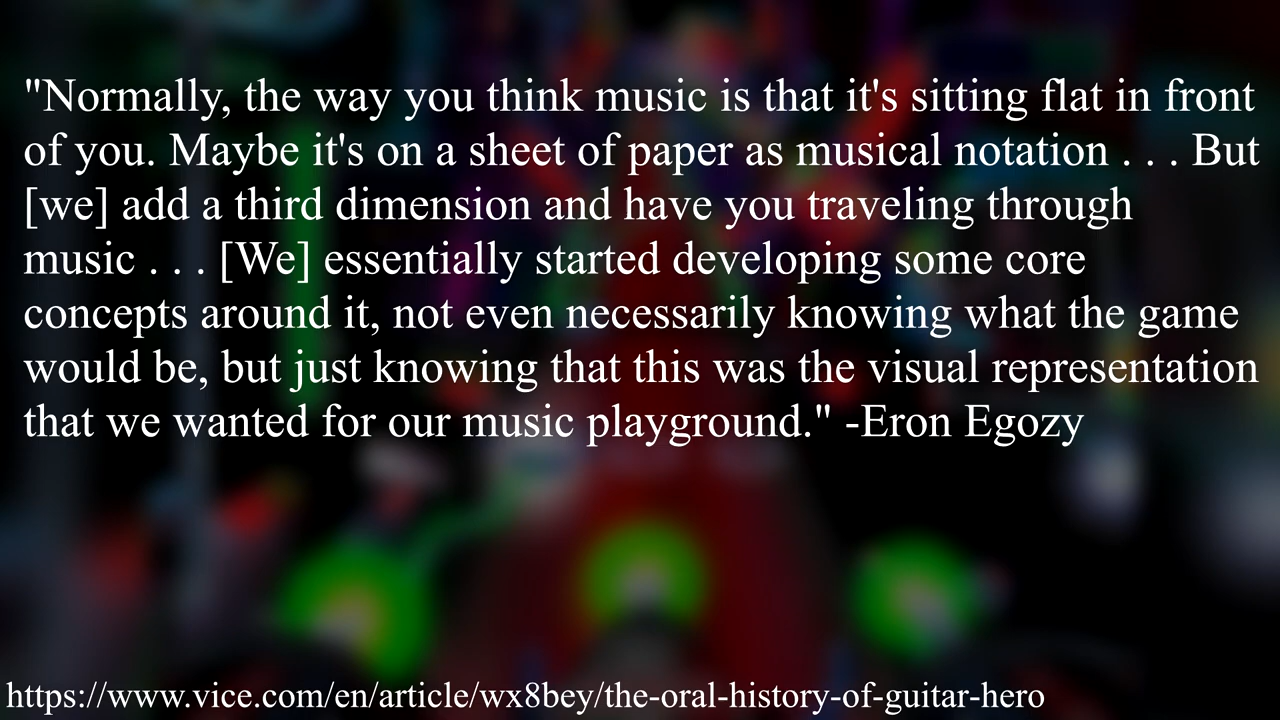 "Normally, the way you think music is that it's sitting flat in front
of you. Maybe it's on a sheet of paper as musical notation . . . But
[we] add a third dimension and have you traveling through
music . . . [We] essentially started developing some core
concepts around it, not even necessarily knowing what the game
would be, but just knowing that this was the visual representation
that we wanted for our music playground." -Eron Egozy
https://www.vice.com/en/article/wx8bey/the-oral-history-of-guitar-hero